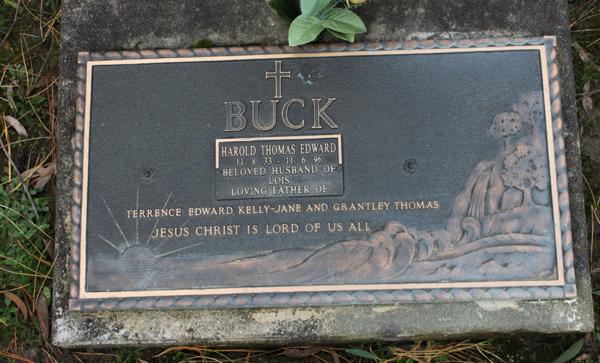 BUCK
HAROLD THOMAS EDWARD
11 . 8 . 33 - 11 . 6 . 96
BELOVED HUSBAND OF
LOIS
LOVING FATHER OF
TERRENCE EDWARD, KELLY-JANE AND GRANTLEY THOMAS
JESUS CHRIST IS LORD OF US ALL